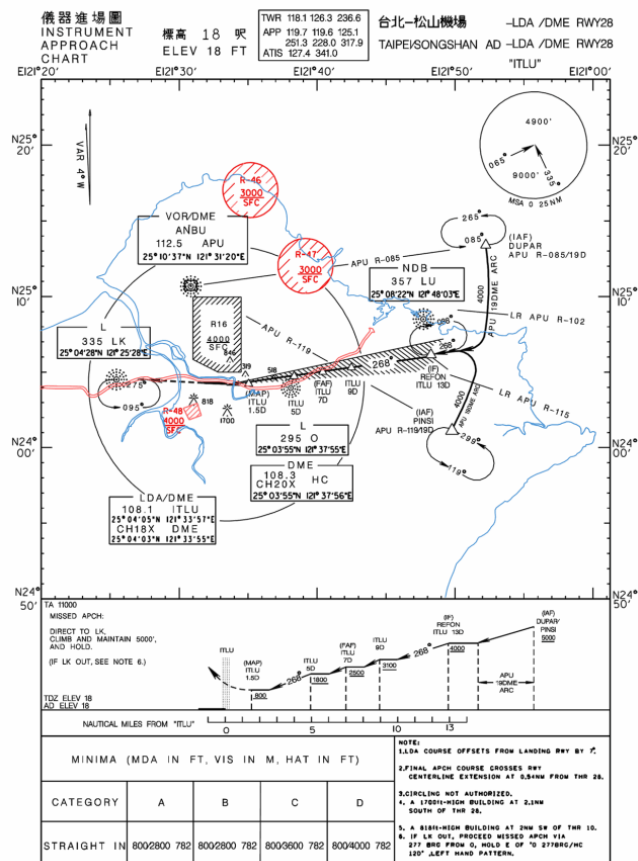 儀器進場圖
INSTRUMENT
APPROACH
CHART
標高 18 呎
ELEV 18 FT
TWR 118.1 126.3 236.6
APP 119.7 119.6 125.1
251.3 228.0 317.9
ATIS 127.4 341.0
台北-松山機場 -LDA /DME RWY28
TAIPEI/SONGSHAN AD -LDA /DME RWY28
"ITLU"
E121°20' E121°30' E121°40' E121°50' E122°00'
N25°20'
VAR 4°W
4900'
065°
9000'
335°
MSA 0 25NM
R-46
3000
SFC
VOR/DME
ANBU
112.5 APU
25°10'37"N 121°31'20"E
R-47
3000
SFC
APU R-085
265°
085°
(IAF)
DUPAR
APU R-085/19D
N25°10'
NDB
357 LU
25°08'22"N 121°48'03"E
4000
APU 19DME ARC
LR APU R-102
L
335 LK
25°04'28"N 121°25'28"E
R16
4000
SFC
846
APU R-119
088°
268°
319
518
268°
275°
095°
(MAP)
ITLU
1.5D
ITLU
5D
(FAF)
ITLU
7D
ITLU
9D
(IF)
REFON
ITLU 13D
4000
APU 19DME ARC
LR APU R-115
R-48
4000
SFC
818
1700
(IAF)
PINSI
APU R-119/19D
299°
119°
N25°00'
L
295 O
25°03'55"N 121°37'55"E
DME
108.3
CH20X HC
25°03'55"N 121°37'56"E
LDA/DME
108.1 ITLU
25°04'05"N 121°33'57"E
CH18X DME
25°04'03"N 121°33'55"E
N24°50'
TA 11000
MISSED APCH:
DIRECT TO LK,
CLIMB AND MAINTAIN 5000',
AND HOLD.
(IF LK OUT, SEE NOTE 6.)
TDZ ELEV 18
AD ELEV 18
ITLU
(MAP)
ITLU
1.5D
800
268°
ITLU
5D
1800
(FAF)
ITLU
7D
2500
ITLU
9D
3100
268°
(IF)
REFON
ITLU 13D
4000
APU
19DME
ARC
(IAF)
DUPAR/
PINSI
5000
NAUTICAL MILES FROM "ITLU"
0 5 10 13
MINIMA (MDA IN FT, VIS IN M, HAT IN FT)
CATEGORY A B C D
STRAIGHT IN 800/2800 782 800/2800 782 800/3600 782 800/4000 782
NOTE:
1.LDA COURSE OFFSETS FROM LANDING RWY BY 7°.
2.FINAL APCH COURSE CROSSES RWY
CENTERLINE EXTENSION AT 0.54NM FROM THR 28.
3.CIRCLING NOT AUTHORIZED.
4. A 1700ft-HIGH BUILDING AT 2.1NM
SOUTH OF THR 28.
5. A 818ft-HIGH BUILDING AT 2NM SW OF THR 10.
6. IF LK OUT, PROCEED MISSED APCH VIA
277 BRG FROM O, HOLD E OF "O 277BRG/HC
120" ,LEFT HAND PATTERN.